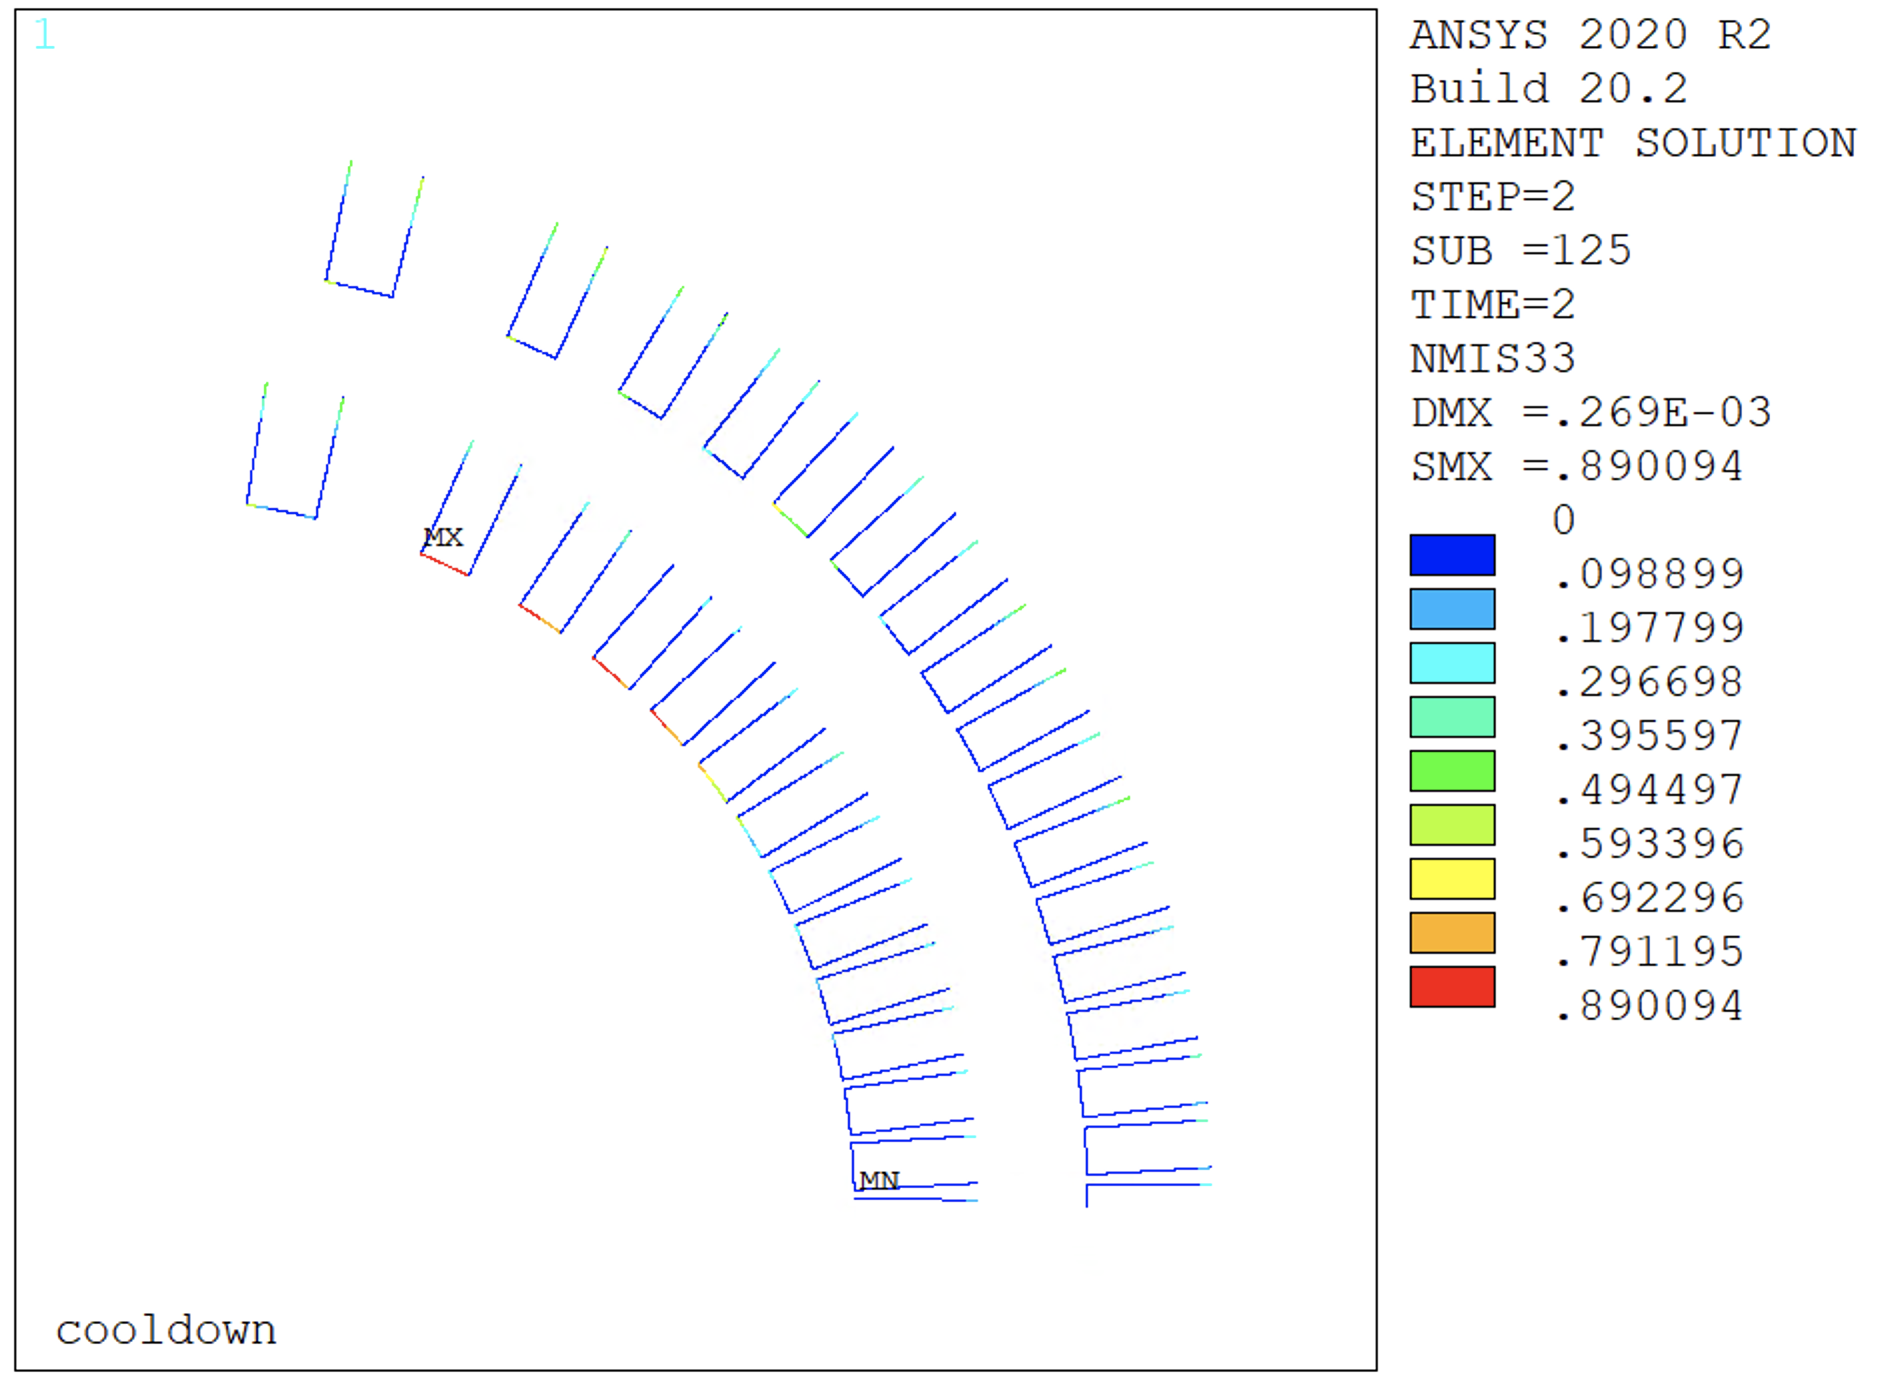 1
ANSYS 2020 R2
Build 20.2
ELEMENT SOLUTION
STEP=2
SUB =125
TIME=2
NMIS33
DMX =.269E-03
SMX =.890094
0
.098899
.197799
.296698
.395597
.494497
.593396
.692296
.791195
.890094
MX
MN
cooldown